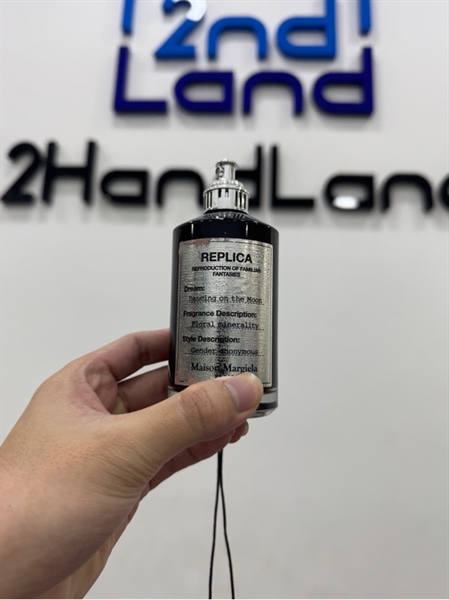 2nd
Land
2HandLand
REPLICA
REPRODUCTION OF FAMILIAR
FANTASIES
Dream:
Dancing on the Moon
Fragrance Description:
Floral minerality
Style Description:
Gender Anonymous
Maison Margiela